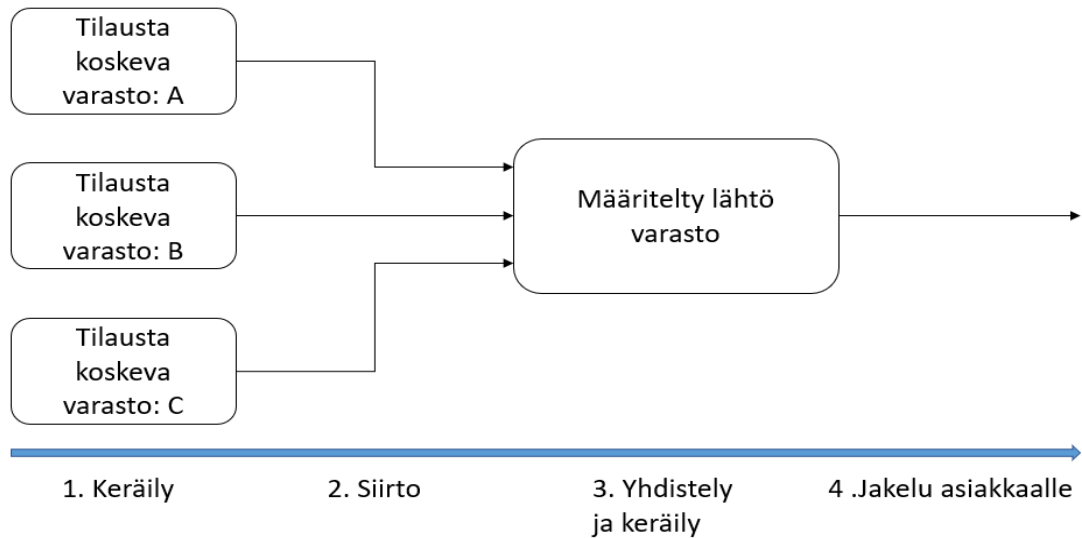 Tilausta
koskeva
varasto: A
Tilausta
koskeva
varasto: B
Tilausta
koskeva
varasto: C
Määritelty lähtö
varasto
1. Keräily
2. Siirto
3. Yhdistely
ja keräily
4 .Jakelu asiakkaalle